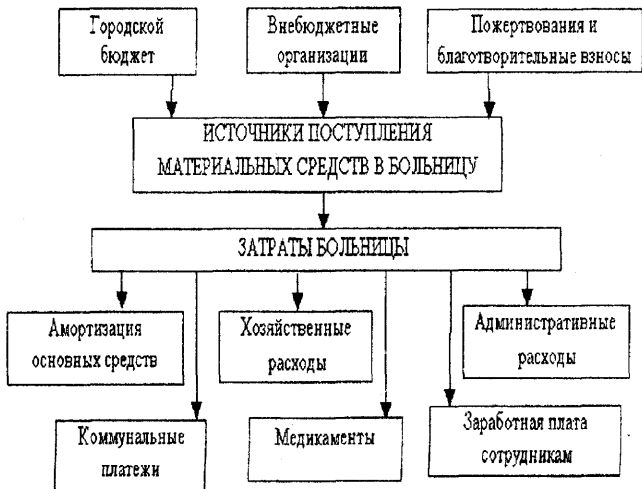 Городской
бюджет
Внебюджетные
организации
Пожертвования и
благотворительные взносы
ИСТОЧНИКИ ПОСТУПЛЕНИЯ
МАТЕРИАЛЬНЫХ СРЕДСТВ В БОЛЬНИЦУ
ЗАТРАТЫ БОЛЬНИЦЫ
Амортизация
основных средств
Хозяйственные
расходы
Административные
расходы
Коммунальные
платежи
Медикаменты
Заработная плата
сотрудникам